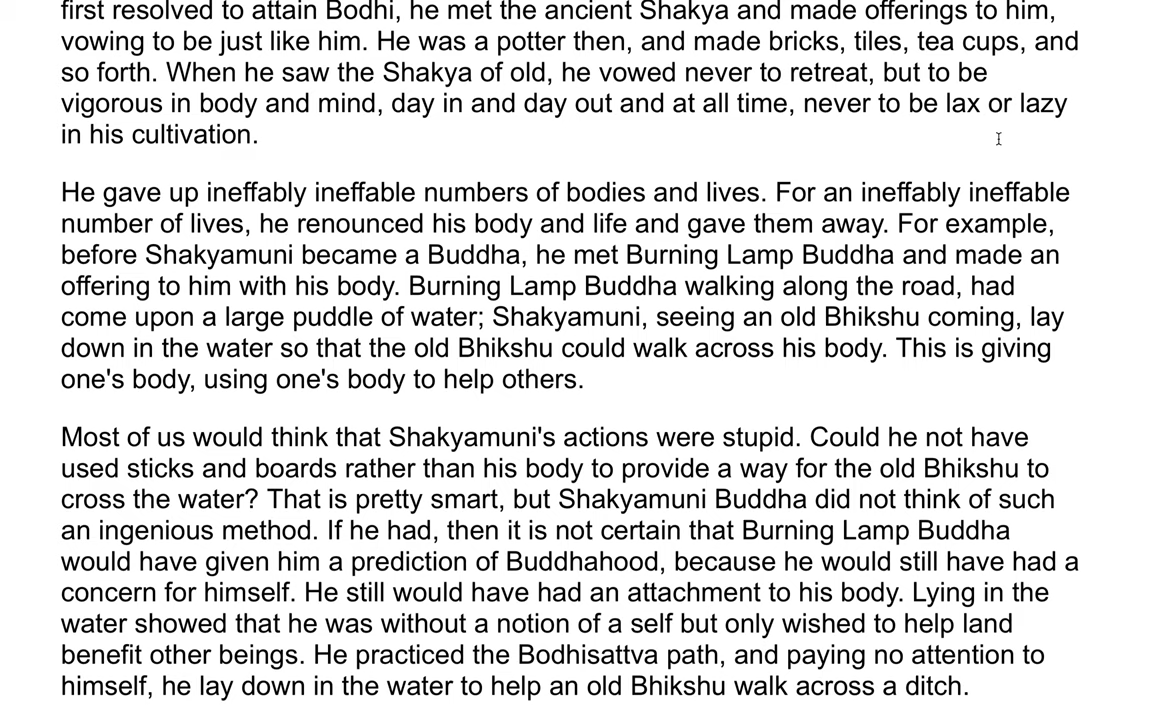 first resolved to attain Bodhi, he met the ancient Shakya and made offerings to him,
vowing to be just like him. He was a potter then, and made bricks, tiles, tea cups, and
so forth. When he saw the Shakya of old, he vowed never to retreat, but to be
vigorous in body and mind, day in and day out and at all time, never to be lax or lazy
in his cultivation.
He gave up ineffably ineffable numbers of bodies and lives. For an ineffably ineffable
number of lives, he renounced his body and life and gave them away. For example,
before Shakyamuni became a Buddha, he met Burning Lamp Buddha and made an
offering to him with his body. Burning Lamp Buddha walking along the road, had
come upon a large puddle of water; Shakyamuni, seeing an old Bhikshu coming, lay
down in the water so that the old Bhikshu could walk across his body. This is giving
one's body, using one's body to help others.
Most of us would think that Shakyamuni's actions were stupid. Could he not have
used sticks and boards rather than his body to provide a way for the old Bhikshu to
cross the water? That is pretty smart, but Shakyamuni Buddha did not think of such
an ingenious method. If he had, then it is not certain that Burning Lamp Buddha
would have given him a prediction of Buddhahood, because he would still have had a
concern for himself. He still would have had an attachment to his body. Lying in the
water showed that he was without a notion of a self but only wished to help land
benefit other beings. He practiced the Bodhisattva path, and paying no attention to
himself, he lay down in the water to help an old Bhikshu walk across a ditch.